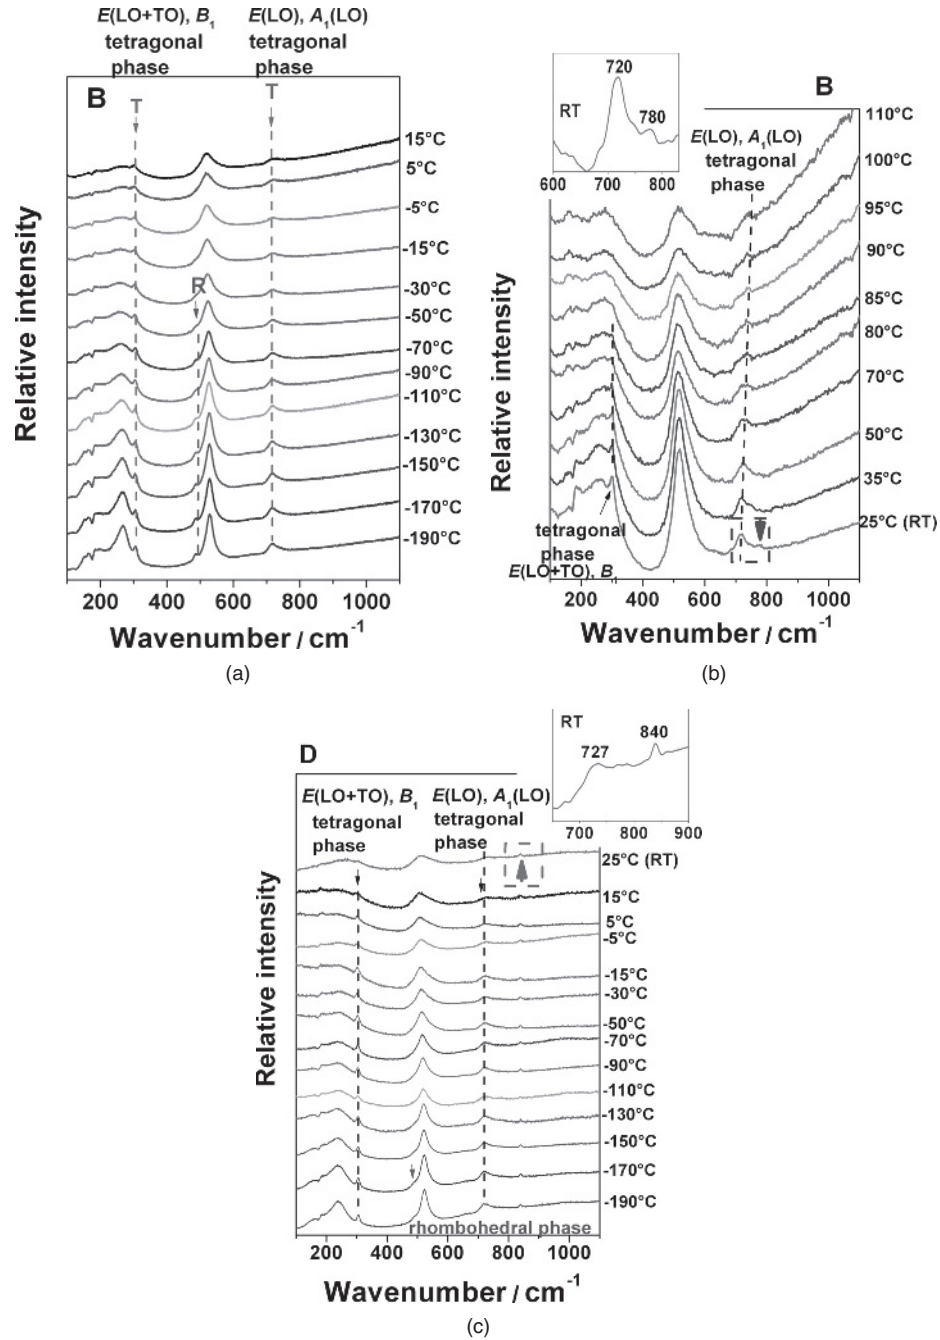 E(LO+TO), B1
tetragonal
phase
E(LO), A1(LO)
tetragonal
phase
B
T
T
R
15°C
5°C
-5°C
-15°C
-30°C
-50°C
-70°C
-90°C
-110°C
-130°C
-150°C
-170°C
-190°C
Relative intensity
200 400 600 800 1000
Wavenumber / cm-1
(a)
720
780
RT
600 700 800
B
E(LO), A1(LO)
tetragonal
phase
110°C
100°C
95°C
90°C
85°C
80°C
70°C
50°C
35°C
25°C (RT)
tetragonal
phase
E(LO+TO), B
Relative intensity
200 400 600 800 1000
Wavenumber / cm-1
(b)
RT
727
840
700 800 900
D
E(LO+TO), B1
tetragonal
phase
E(LO), A1(LO)
tetragonal
phase
25°C (RT)
15°C
5°C
-5°C
-15°C
-30°C
-50°C
-70°C
-90°C
-110°C
-130°C
-150°C
-170°C
-190°C
rhombohedral phase
Relative intensity
200 400 600 800 1000
Wavenumber / cm-1
(c)